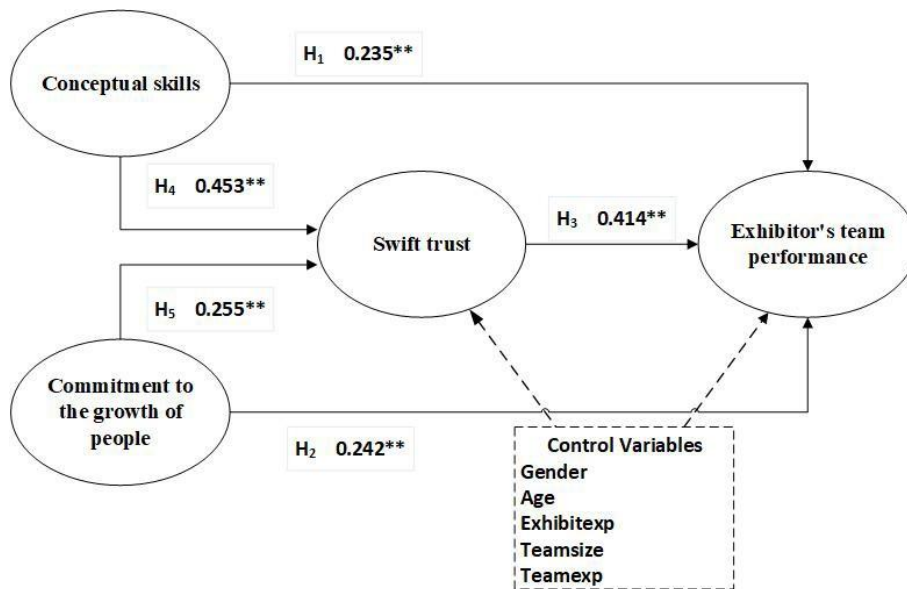 H₁ 0.235**
Conceptual skills
H₄ 0.453**
Swift trust
H₃ 0.414**
Exhibitor's team
performance
H₅ 0.255**
Commitment to
the growth of
people
H₂ 0.242**
Control Variables
Gender
Age
Exhibitexp
Teamsize
Teamexp